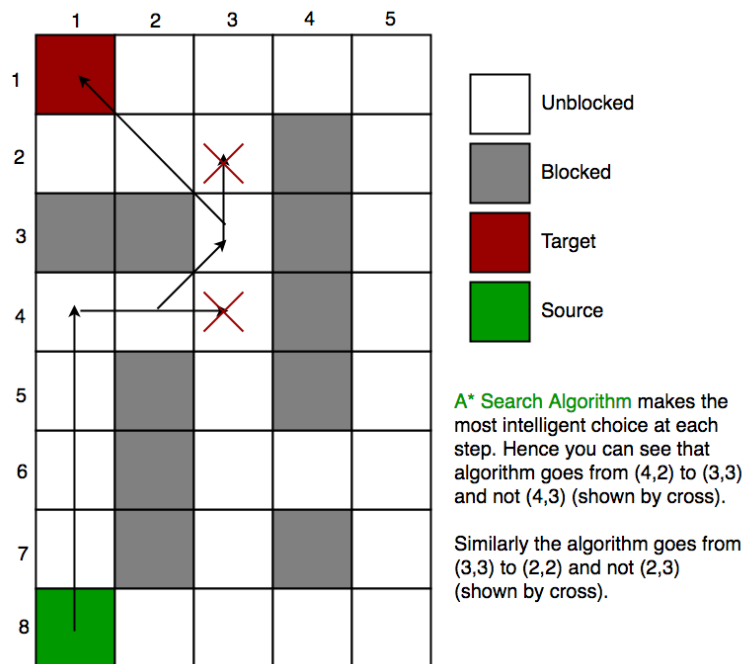 1 2 3 4 5
1
2
3
4
5
6
7
8
Unblocked
Blocked
Target
Source
A* Search Algorithm makes the
most intelligent choice at each
step. Hence you can see that
algorithm goes from (4,2) to (3,3)
and not (4,3) (shown by cross).
Similarly the algorithm goes from
(3,3) to (2,2) and not (2,3)
(shown by cross).